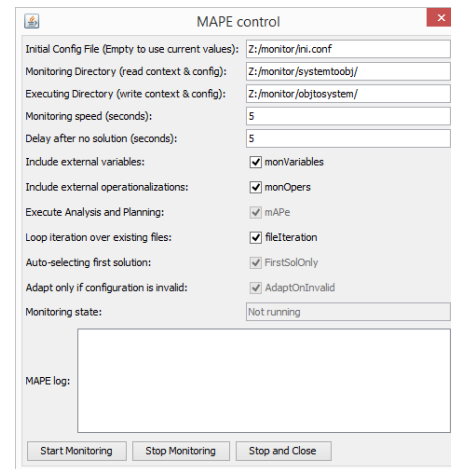 MAPE control
Initial Config File (Empty to use current values): Z:/monitor/ini.conf
Monitoring Directory (read context & config): Z:/monitor/systemtoobj/
Executing Directory (write context & config): Z:/monitor/objtosystem/
Monitoring speed (seconds): 5
Delay after no solution (seconds): 5
Include external variables: monVariables
Include external operationalizations: monOpers
Execute Analysis and Planning: mAPe
Loop iteration over existing files: fileIteration
Auto-selecting first solution: FirstSolOnly
Adapt only if configuration is invalid: AdaptOnInvalid
Monitoring state: Not running
MAPE log:
Start Monitoring Stop Monitoring Stop and Close